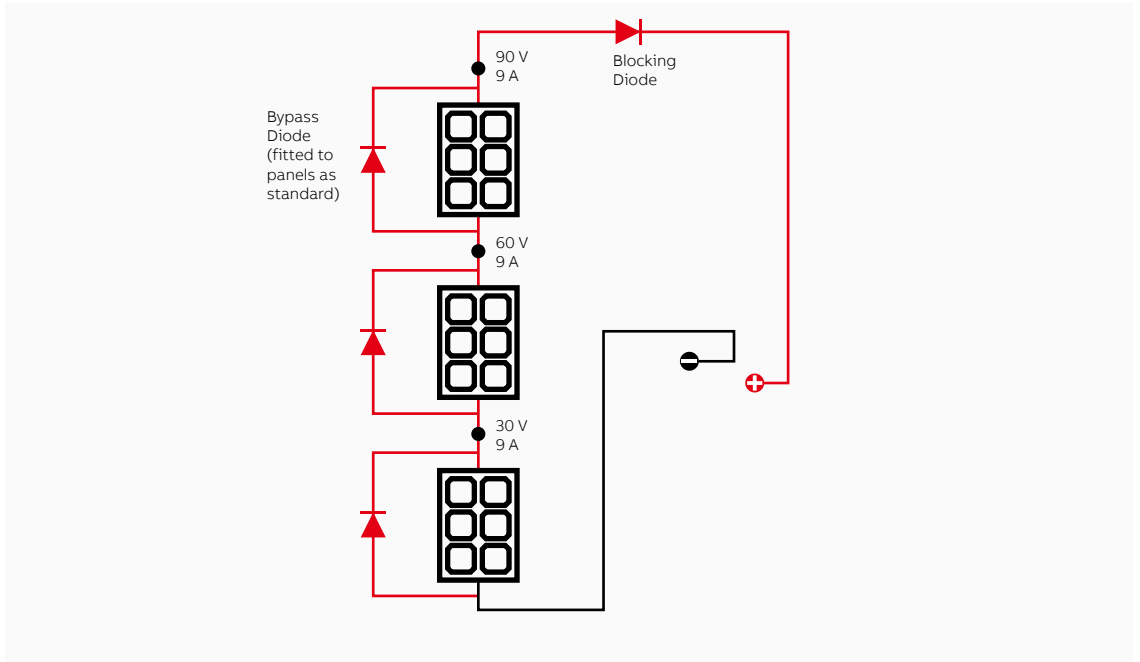 90 V
9 A
Blocking
Diode
Bypass
Diode
(fitted to
panels as
standard)
60 V
9 A
30 V
9 A